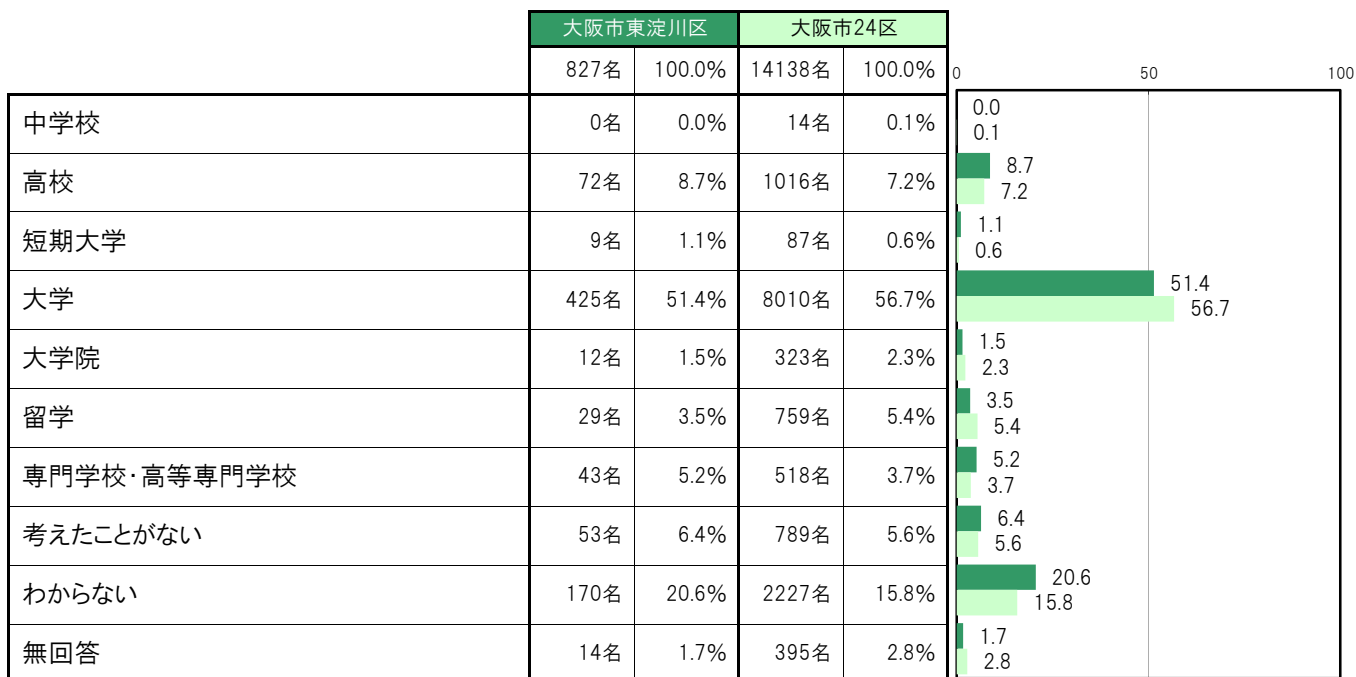 大阪市東淀川区 大阪市24区
827名 100.0% 14138名 100.0% 0 50 100
中学校 0名 0.0% 14名 0.1% 0.0
0.1
高校 72名 8.7% 1016名 7.2% 8.7
7.2
短期大学 9名 1.1% 87名 0.6% 1.1
0.6
大学 425名 51.4% 8010名 56.7% 51.4
56.7
大学院 12名 1.5% 323名 2.3% 1.5
2.3
留学 29名 3.5% 759名 5.4% 3.5
5.4
専門学校・高等専門学校 43名 5.2% 518名 3.7% 5.2
3.7
考えたことがない 53名 6.4% 789名 5.6% 6.4
5.6
わからない 170名 20.6% 2227名 15.8% 20.6
15.8
無回答 14名 1.7% 395名 2.8% 1.7
2.8